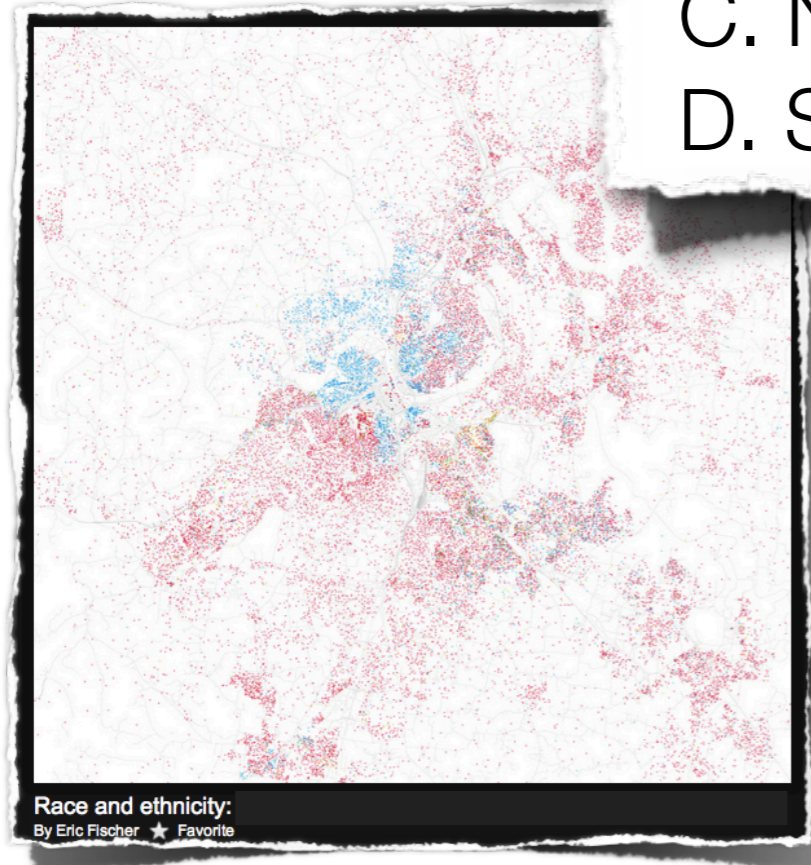 C. N
D. S
Race and ethnicity:
By Eric Fischer ★ Favorite